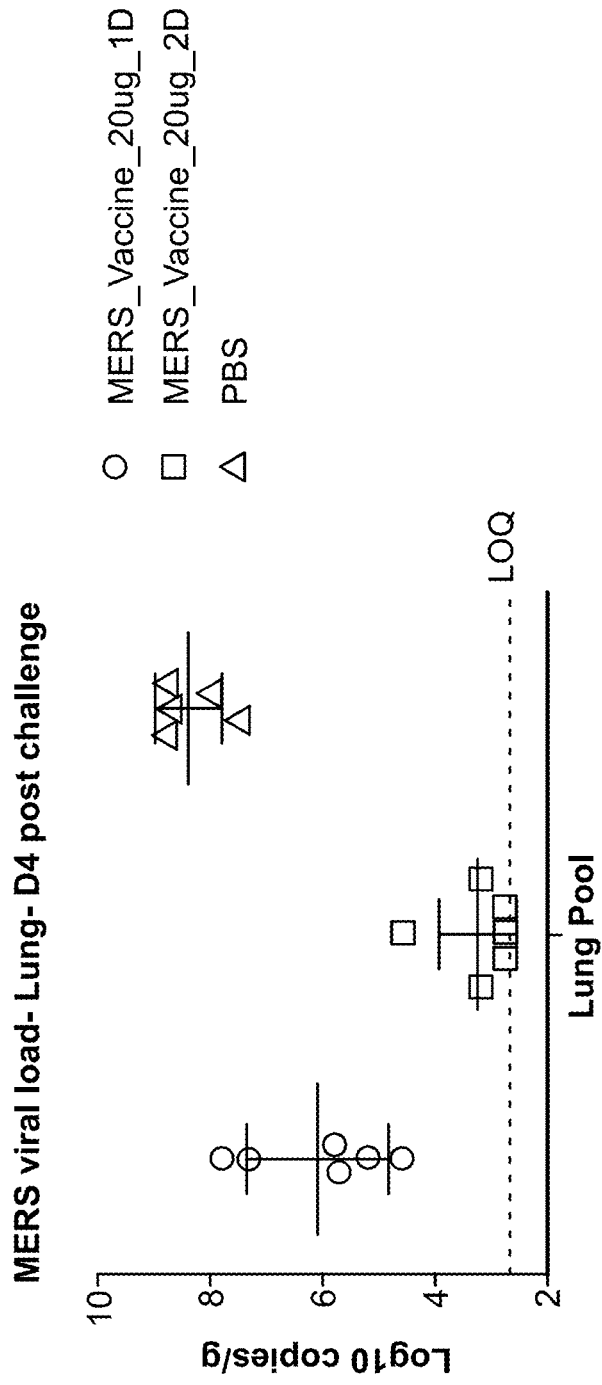 MERS viral load- Lung- D4 post challenge
MERS_Vaccine_20ug_1D
MERS_Vaccine_20ug_2D
PBS
Log10 copies/g
10
8
6
4
2
LOQ
Lung Pool